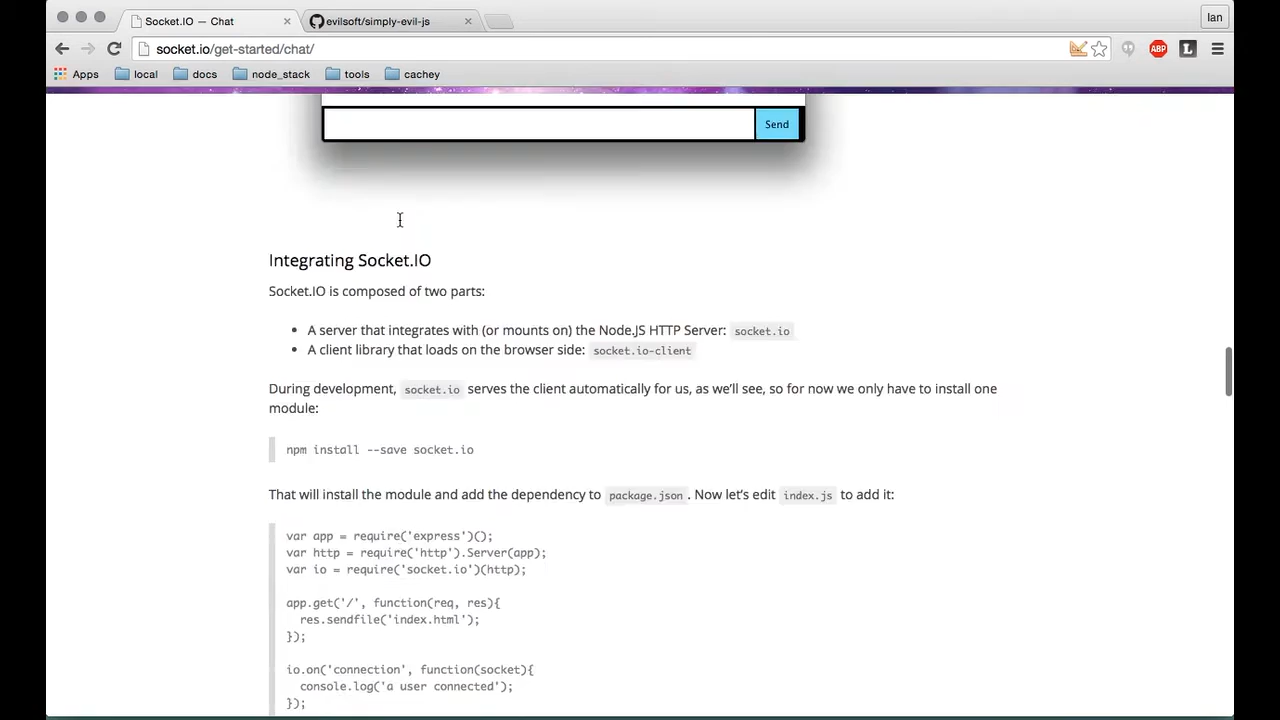 Socket.IO — Chat
evilsoft/simply-evil-js
Ian
socket.io/get-started/chat/
ABP
L
Apps
local
docs
node_stack
tools
cachey
Send
Integrating Socket.IO
Socket.IO is composed of two parts:
• A server that integrates with (or mounts on) the Node.JS HTTP Server: socket.io
• A client library that loads on the browser side: socket.io-client
During development, socket.io serves the client automatically for us, as we'll see, so for now we only have to install one
module:
npm install --save socket.io
That will install the module and add the dependency to package.json. Now let's edit index.js to add it:
var app = require('express')();
var http = require('http').Server(app);
var io = require('socket.io')(http);
app.get('/', function(req, res){
res.sendfile('index.html');
});
io.on('connection', function(socket){
console.log('a user connected');
});